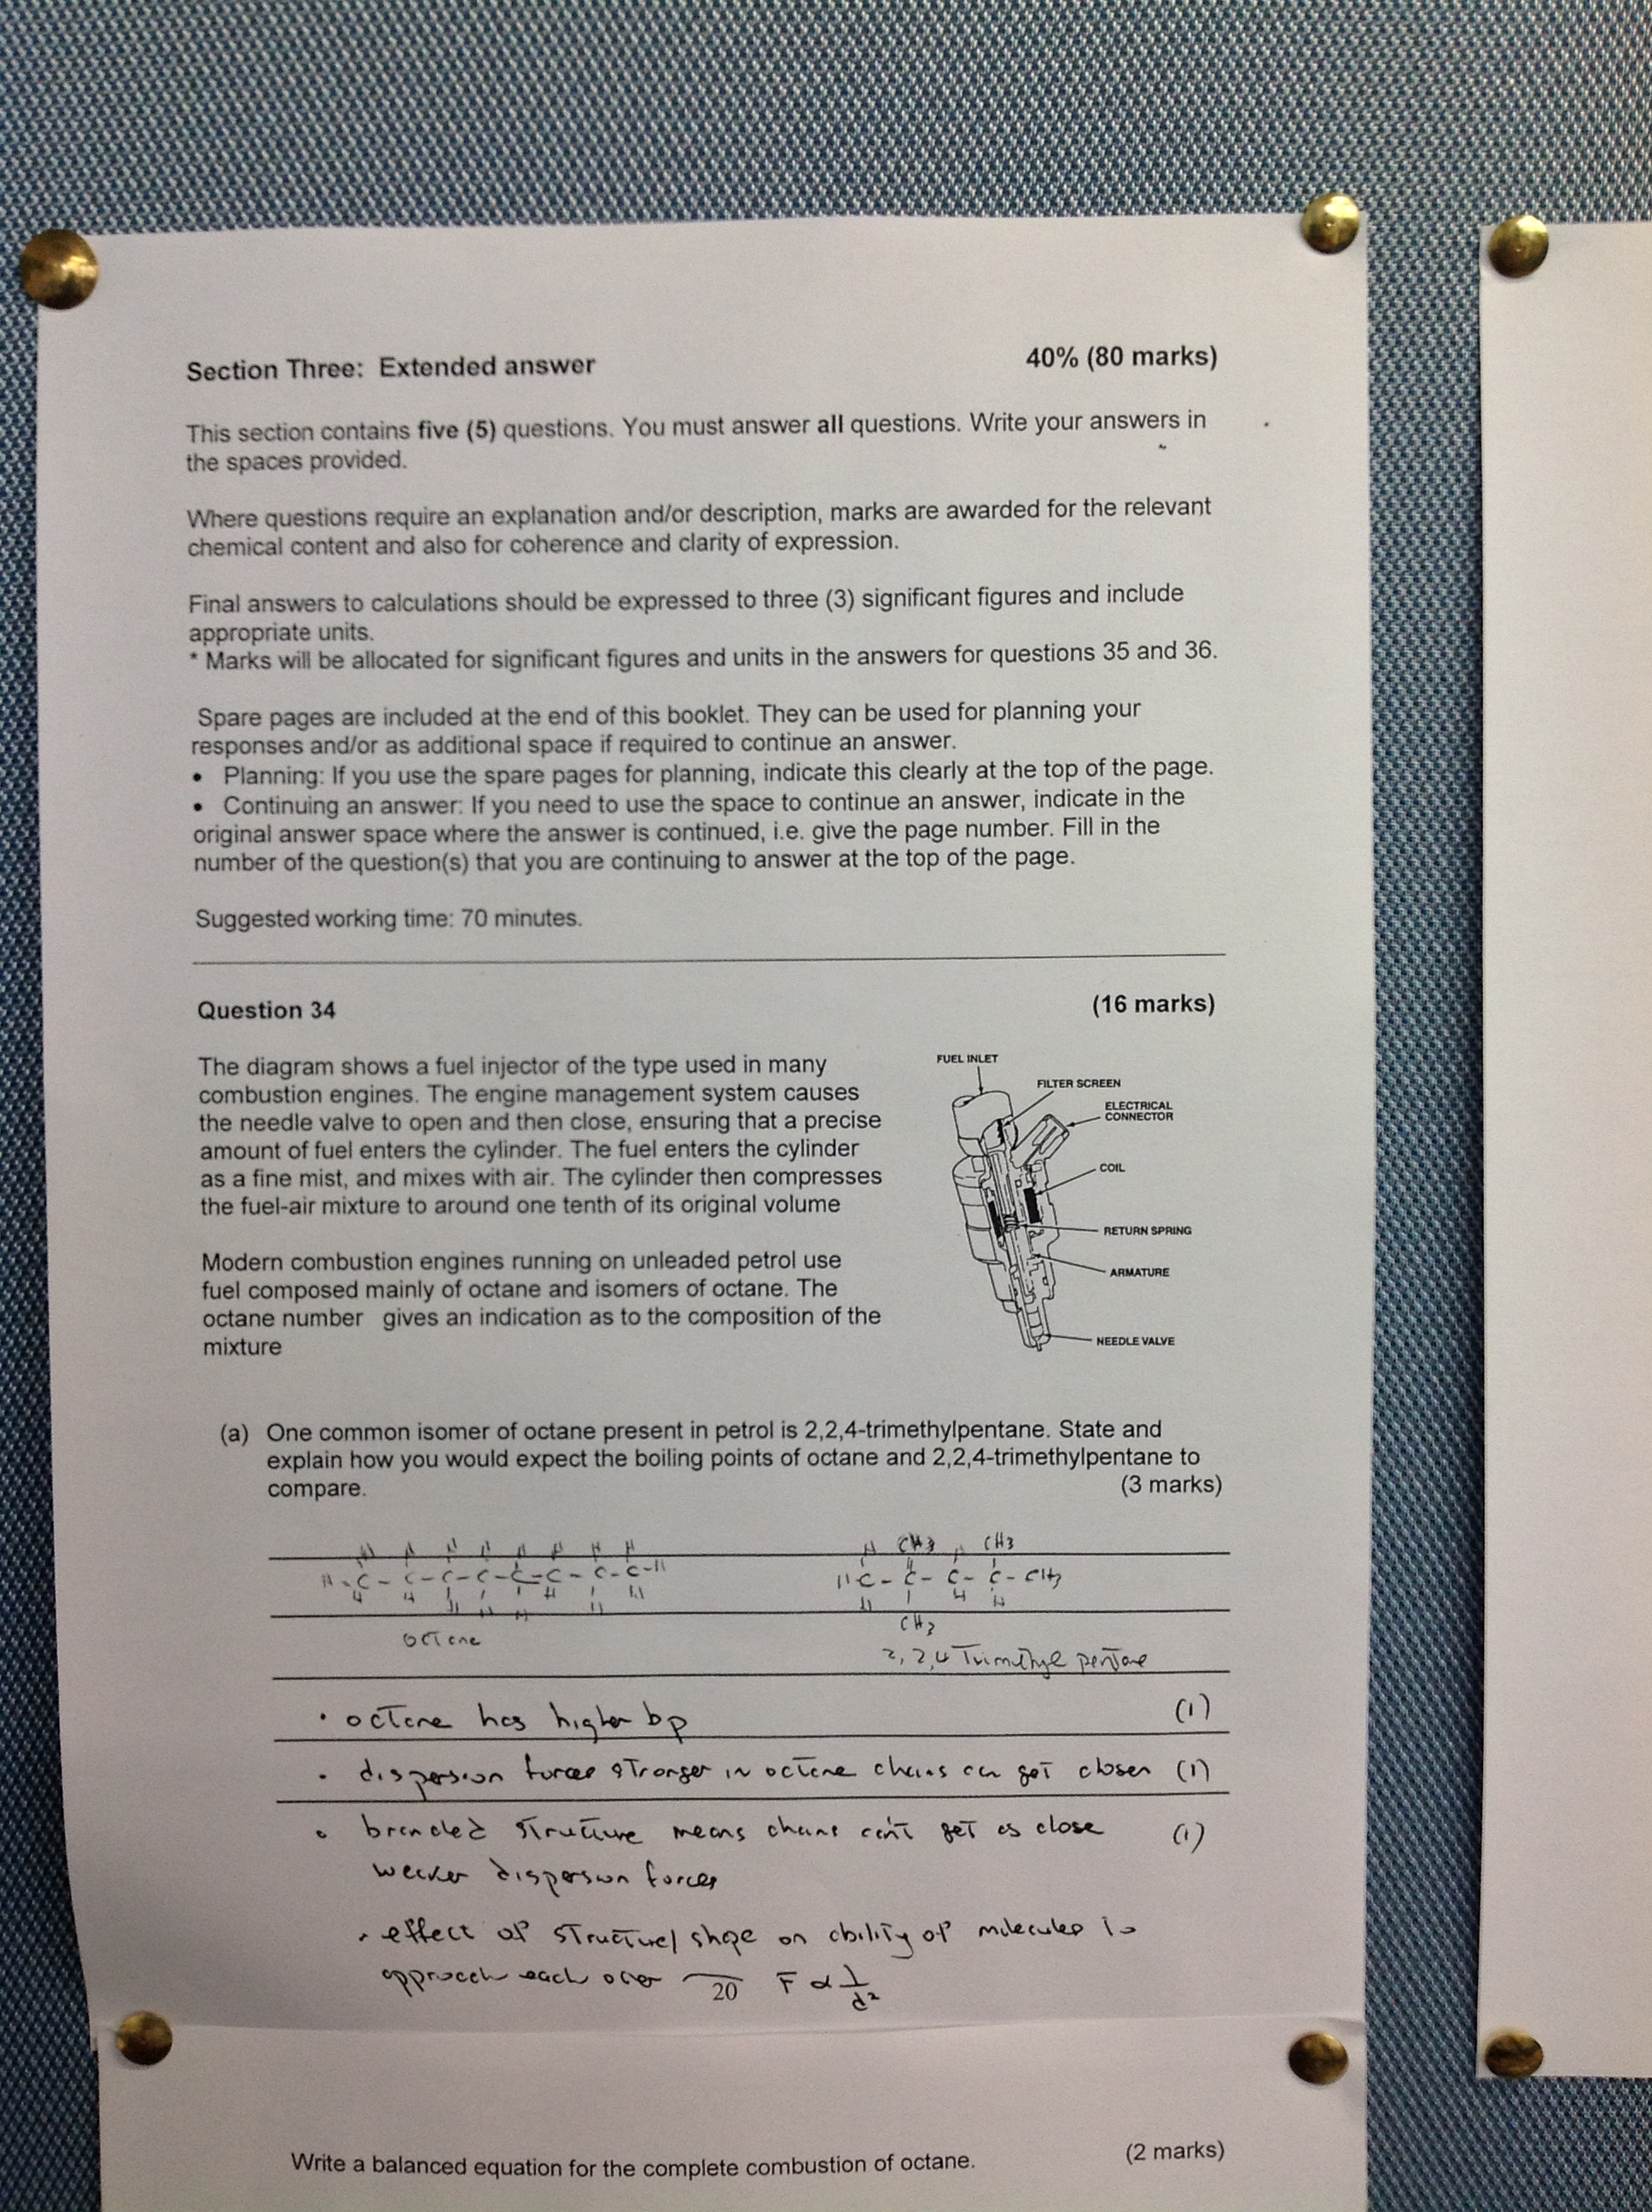 Section Three: Extended answer 40% (80 marks)
This section contains five (5) questions. You must answer all questions. Write your answers in
the spaces provided.
Where questions require an explanation and/or description, marks are awarded for the relevant
chemical content and also for coherence and clarity of expression.
Final answers to calculations should be expressed to three (3) significant figures and include
appropriate units.
* Marks will be allocated for significant figures and units in the answers for questions 35 and 36.
Spare pages are included at the end of this booklet. They can be used for planning your
responses and/or as additional space if required to continue an answer.
• Planning: If you use the spare pages for planning, indicate this clearly at the top of the page.
• Continuing an answer: If you need to use the space to continue an answer, indicate in the
original answer space where the answer is continued, i.e. give the page number. Fill in the
number of the question(s) that you are continuing to answer at the top of the page.
Suggested working time: 70 minutes.
Question 34 (16 marks)
The diagram shows a fuel injector of the type used in many
combustion engines. The engine management system causes
the needle valve to open and then close, ensuring that a precise
amount of fuel enters the cylinder. The fuel enters the cylinder
as a fine mist, and mixes with air. The cylinder then compresses
the fuel-air mixture to around one tenth of its original volume
Modern combustion engines running on unleaded petrol use
fuel composed mainly of octane and isomers of octane. The
octane number gives an indication as to the composition of the
mixture
FUEL INLET
FILTER SCREEN
ELECTRICAL
CONNECTOR
COIL
RETURN SPRING
ARMATURE
NEEDLE VALVE
(a) One common isomer of octane present in petrol is 2,2,4-trimethylpentane. State and
explain how you would expect the boiling points of octane and 2,2,4-trimethylpentane to
compare. (3 marks)
H H H H H H H H
H-C-C-C-C-C-C-C-C-H
H H H H H H H H
octane
H CH3 H CH3
H C - C - C - C - CH3
H H H
CH3
2,2,4 Trimethyl pentane
• octane has higher bp (1)
• dispersion forces stronger in octane chains can get closer (1)
• branched structure means chains can't get as close (1)
weaker dispersion forces
• effect of structure/shape on ability of molecules to
approach each other F ∝ 1/d²
20
Write a balanced equation for the complete combustion of octane. (2 marks)